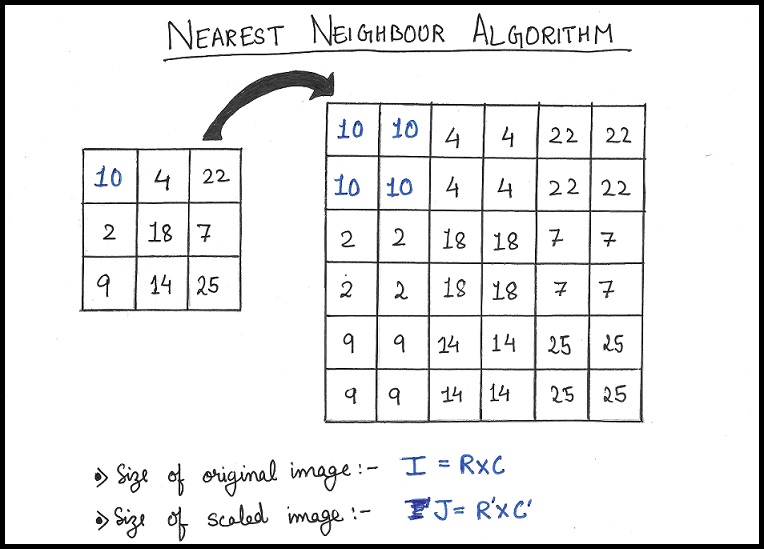 NEAREST NEIGHBOUR ALGORITHM
10 4 22
2 18 7
9 14 25
10 10 4 4 22 22
10 10 4 4 22 22
2 2 18 18 7 7
2 2 18 18 7 7
9 9 14 14 25 25
9 9 14 14 25 25
Size of original image :- I = RXC
Size of scaled image :- J = R'XC'